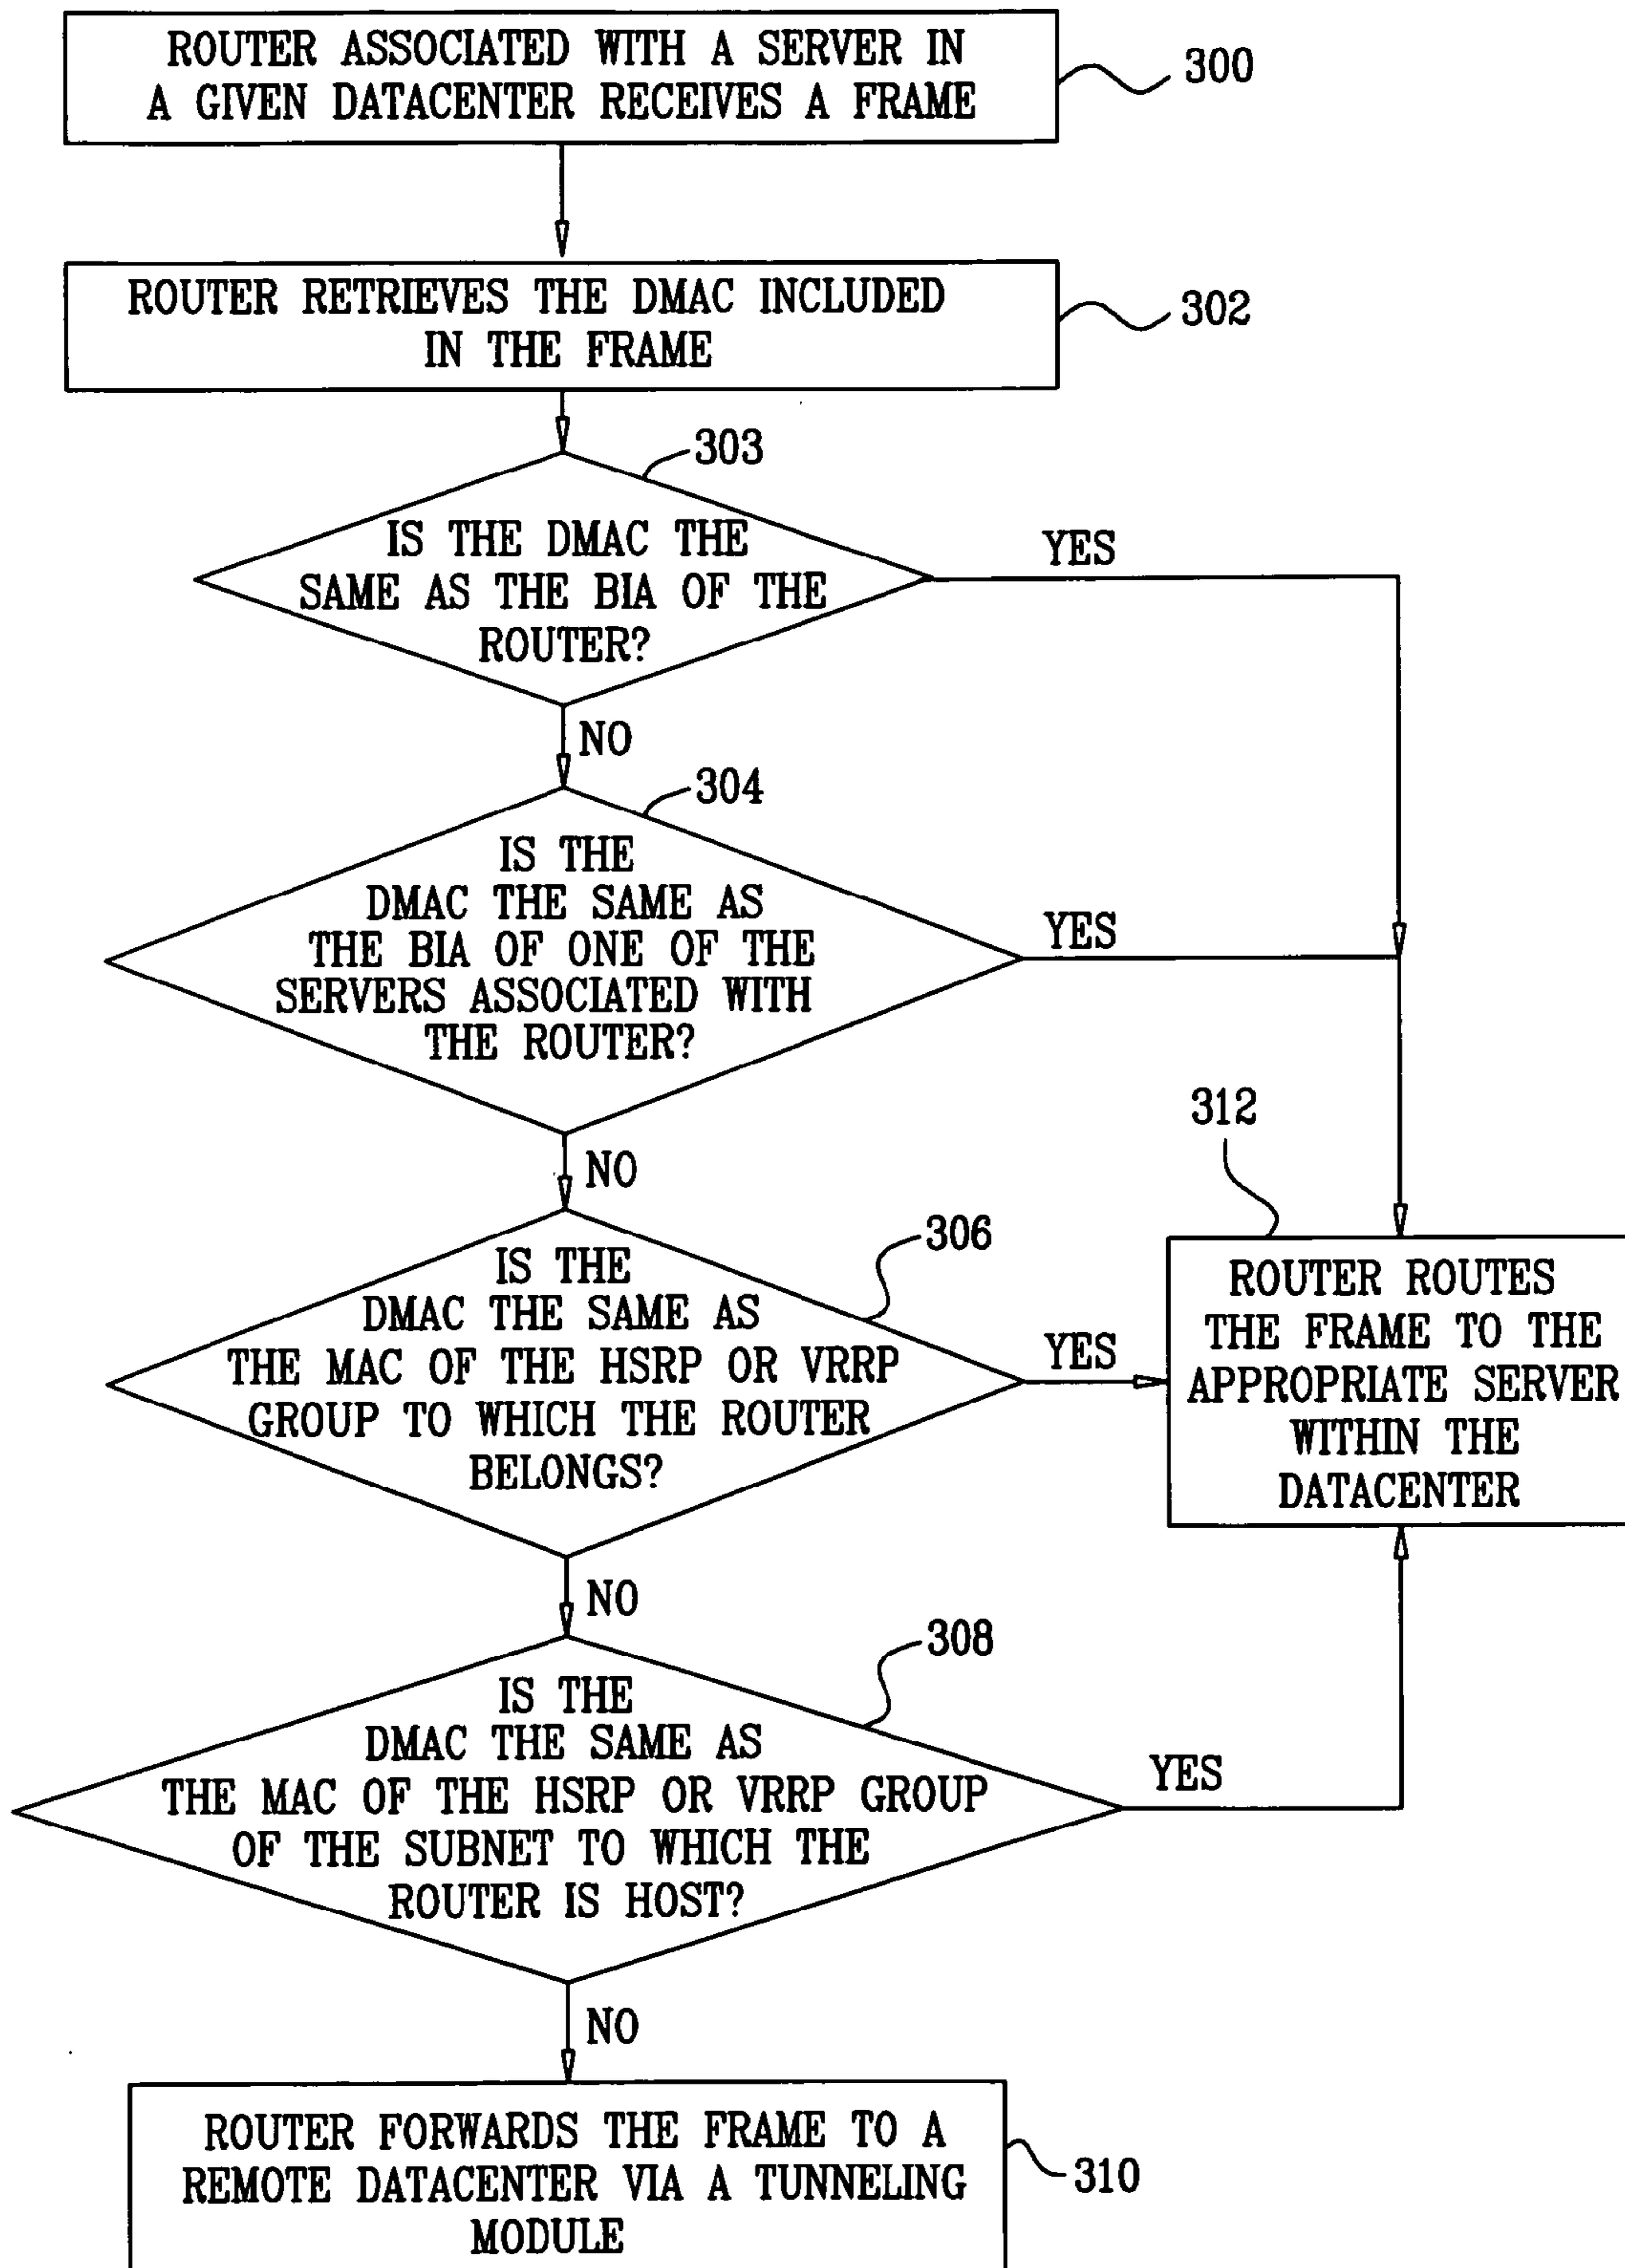 ROUTER ASSOCIATED WITH A SERVER IN
A GIVEN DATACENTER RECEIVES A FRAME
300
ROUTER RETRIEVES THE DMAC INCLUDED
IN THE FRAME
302
303
IS THE DMAC THE
SAME AS THE BIA OF THE
ROUTER?
YES
NO
304
IS THE
DMAC THE SAME AS
THE BIA OF ONE OF THE
SERVERS ASSOCIATED WITH
THE ROUTER?
YES
NO
306
IS THE
DMAC THE SAME AS
THE MAC OF THE HSRP OR VRRP
GROUP TO WHICH THE ROUTER
BELONGS?
YES
312
ROUTER ROUTES
THE FRAME TO THE
APPROPRIATE SERVER
WITHIN THE
DATACENTER
NO
308
IS THE
DMAC THE SAME AS
THE MAC OF THE HSRP OR VRRP GROUP
OF THE SUBNET TO WHICH THE
ROUTER IS HOST?
YES
NO
ROUTER FORWARDS THE FRAME TO A
REMOTE DATACENTER VIA A TUNNELING
MODULE
310